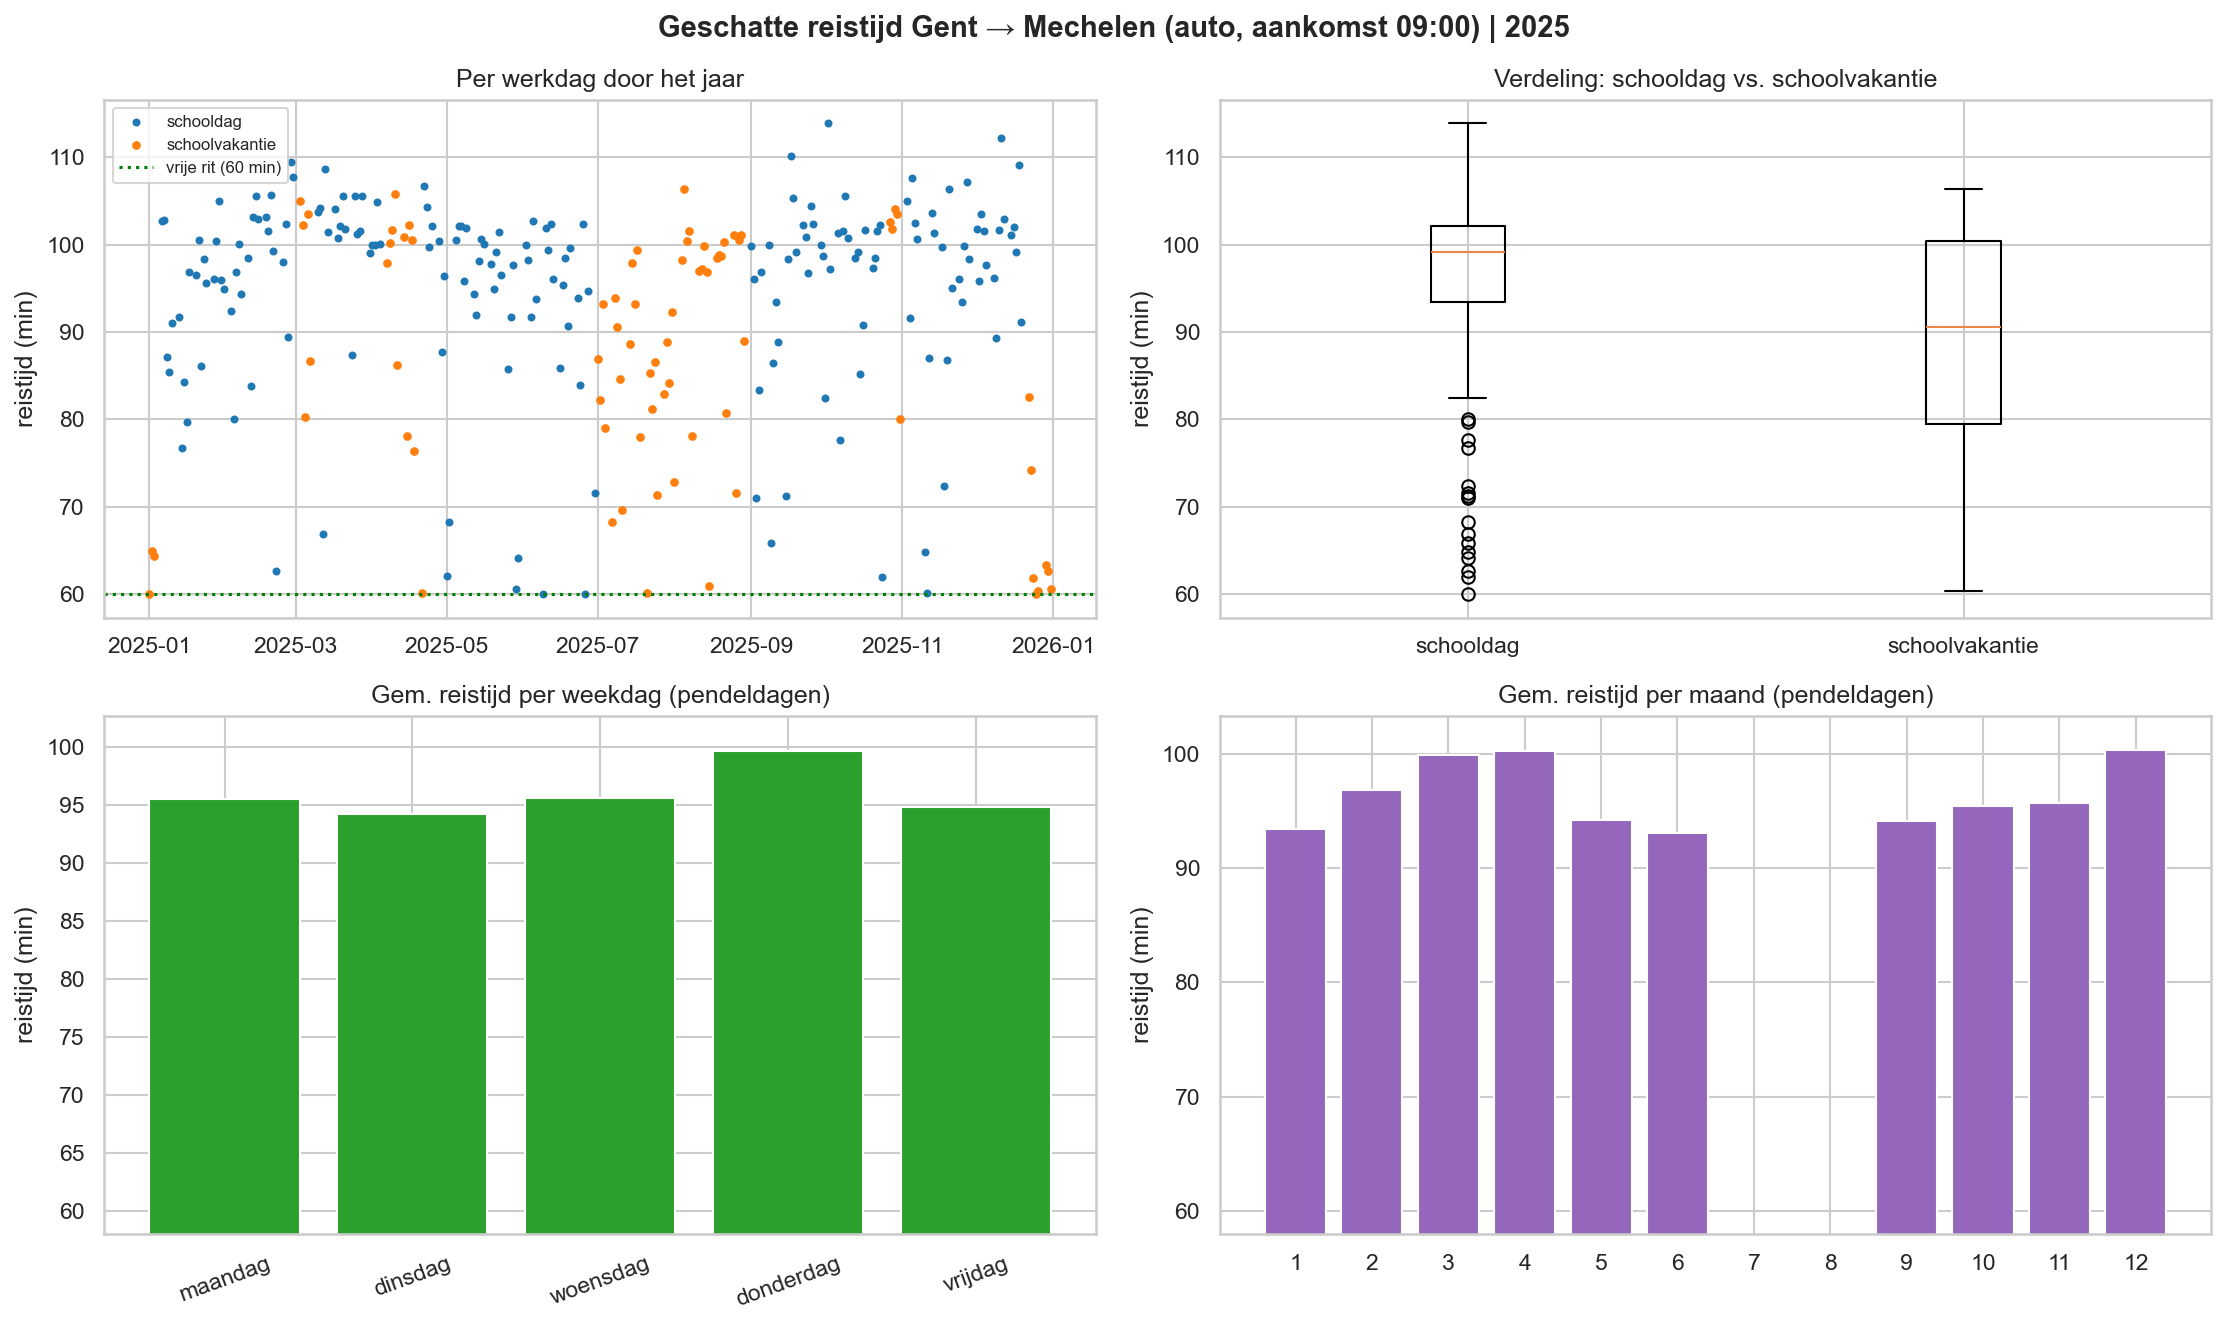 Geschatte reistijd Gent → Mechelen (auto, aankomst 09:00) | 2025
Per werkdag door het jaar
schooldag
schoolvakantie
vrije rit (60 min)
reistijd (min)
110
100
90
80
70
60
2025-01 2025-03 2025-05 2025-07 2025-09 2025-11 2026-01
Verdeling: schooldag vs. schoolvakantie
reistijd (min)
110
100
90
80
70
60
schooldag schoolvakantie
Gem. reistijd per weekdag (pendeldagen)
reistijd (min)
100
95
90
85
80
75
70
65
60
maandag dinsdag woensdag donderdag vrijdag
Gem. reistijd per maand (pendeldagen)
reistijd (min)
100
90
80
70
60
1 2 3 4 5 6 7 8 9 10 11 12